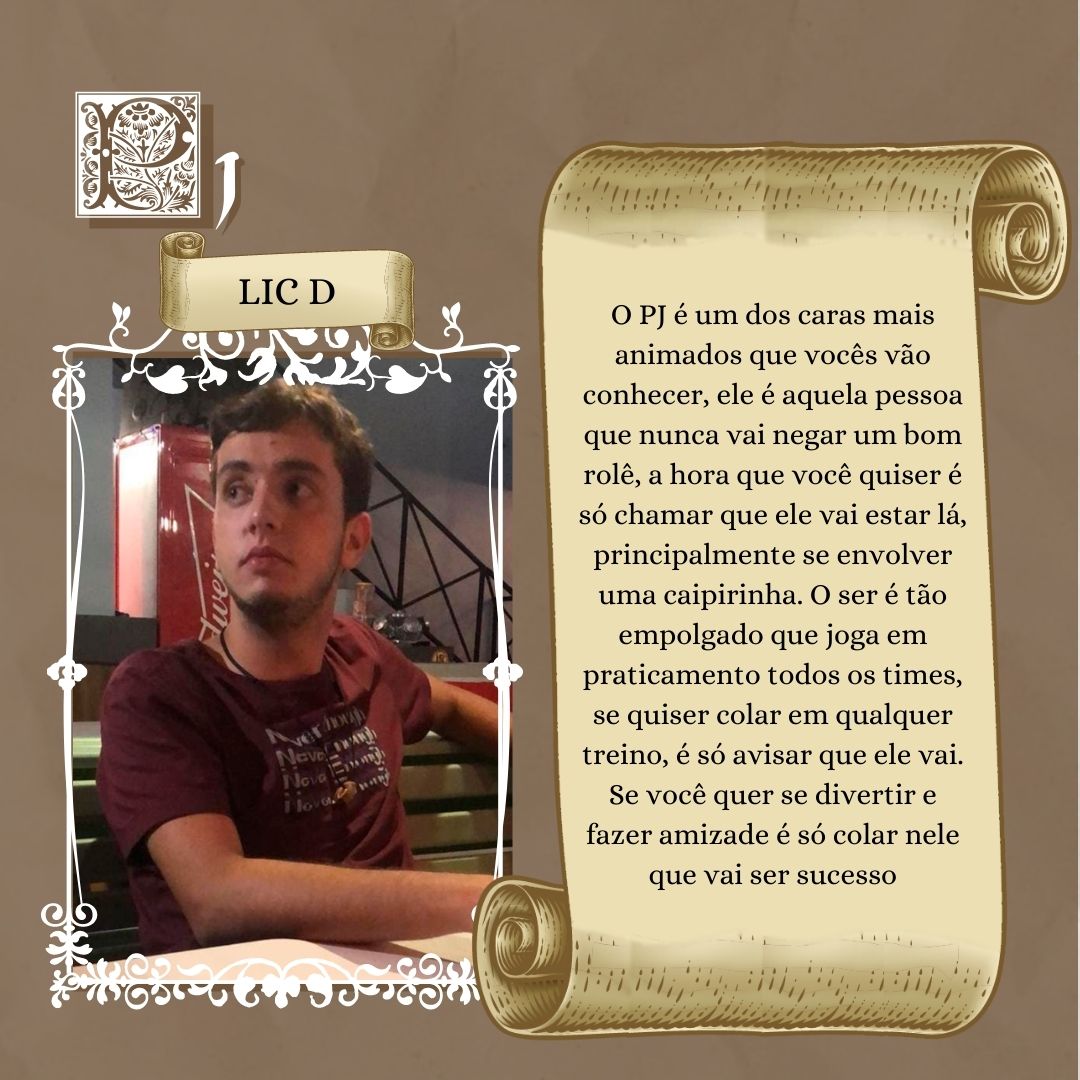 PJ
LIC D
O PJ é um dos caras mais
animados que vocês vão
conhecer, ele é aquela pessoa
que nunca vai negar um bom
rolê, a hora que você quiser é
só chamar que ele vai estar lá,
principalmente se envolver
uma caipirinha. O ser é tão
empolgado que joga em
praticamento todos os times,
se quiser colar em qualquer
treino, é só avisar que ele vai.
Se você quer se divertir e
fazer amizade é só colar nele
que vai ser sucesso